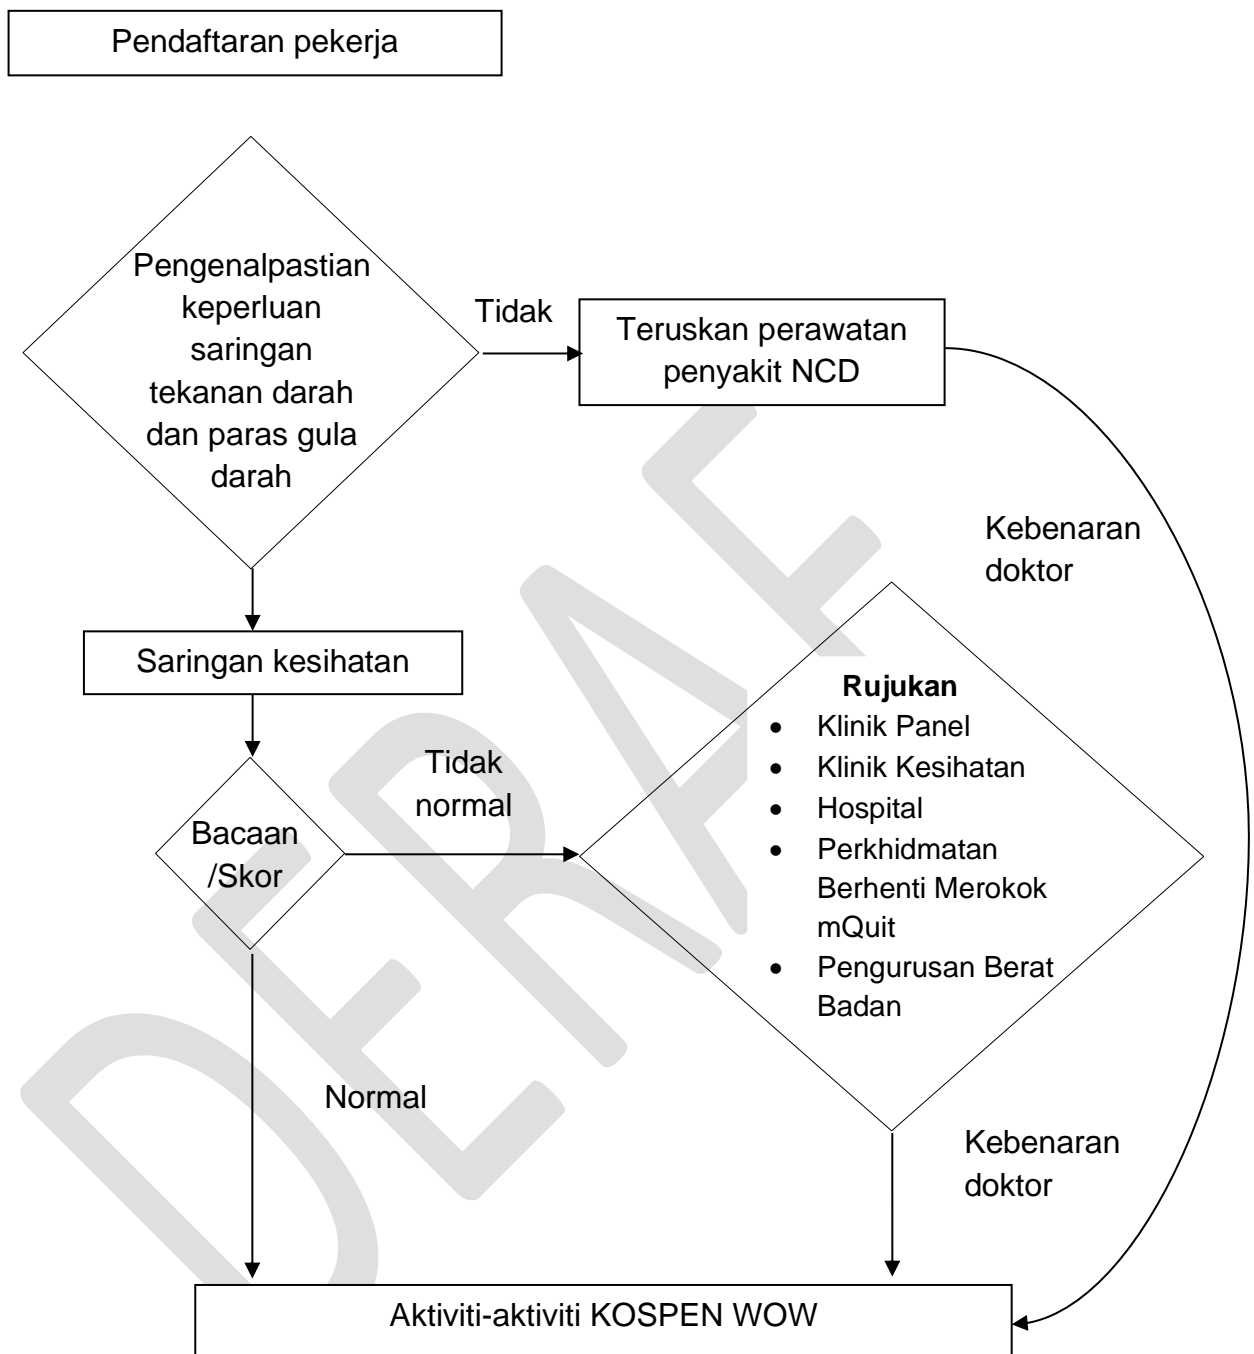 Pendaftaran pekerja
Pengenalpastian
keperluan
saringan
tekanan darah
dan paras gula
darah
Tidak
Teruskan perawatan
penyakit NCD
Kebenaran
doktor
Saringan kesihatan
Rujukan
• Klinik Panel
• Klinik Kesihatan
• Hospital
• Perkhidmatan
Berhenti Merokok
mQuit
• Pengurusan Berat
Badan
Tidak
normal
Bacaan
/Skor
Normal
Kebenaran
doktor
Aktiviti-aktiviti KOSPEN WOW
DERAF